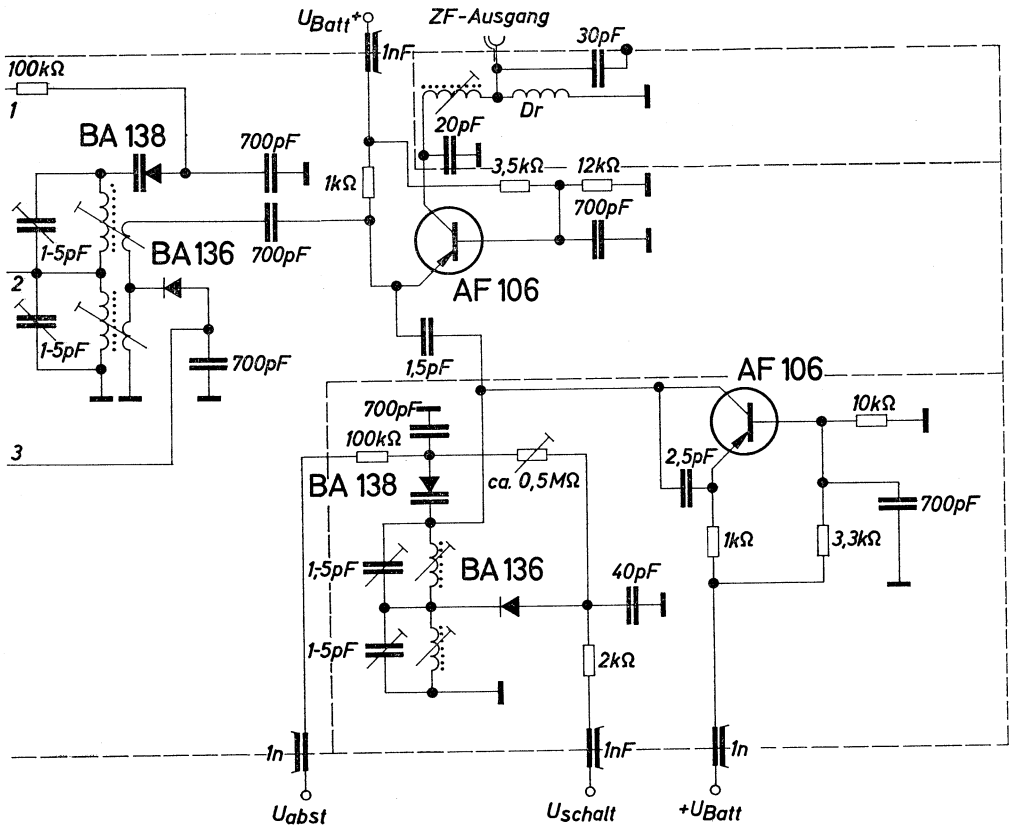 UBatt+
ZF-Ausgang
1nF
30pF
100kΩ
1
Dr
BA 138
700pF
20pF
3,5kΩ
12kΩ
1kΩ
700pF
700pF
1-5pF
BA 136
2
AF 106
1-5pF
700pF
1,5pF
AF 106
700pF
10kΩ
100kΩ
3
2,5pF
BA 138
ca. 0,5MΩ
700pF
1kΩ
3,3kΩ
1,5pF
BA 136
40pF
1-5pF
2kΩ
1n
1nF
1n
Uabst
Uschalt
+UBatt